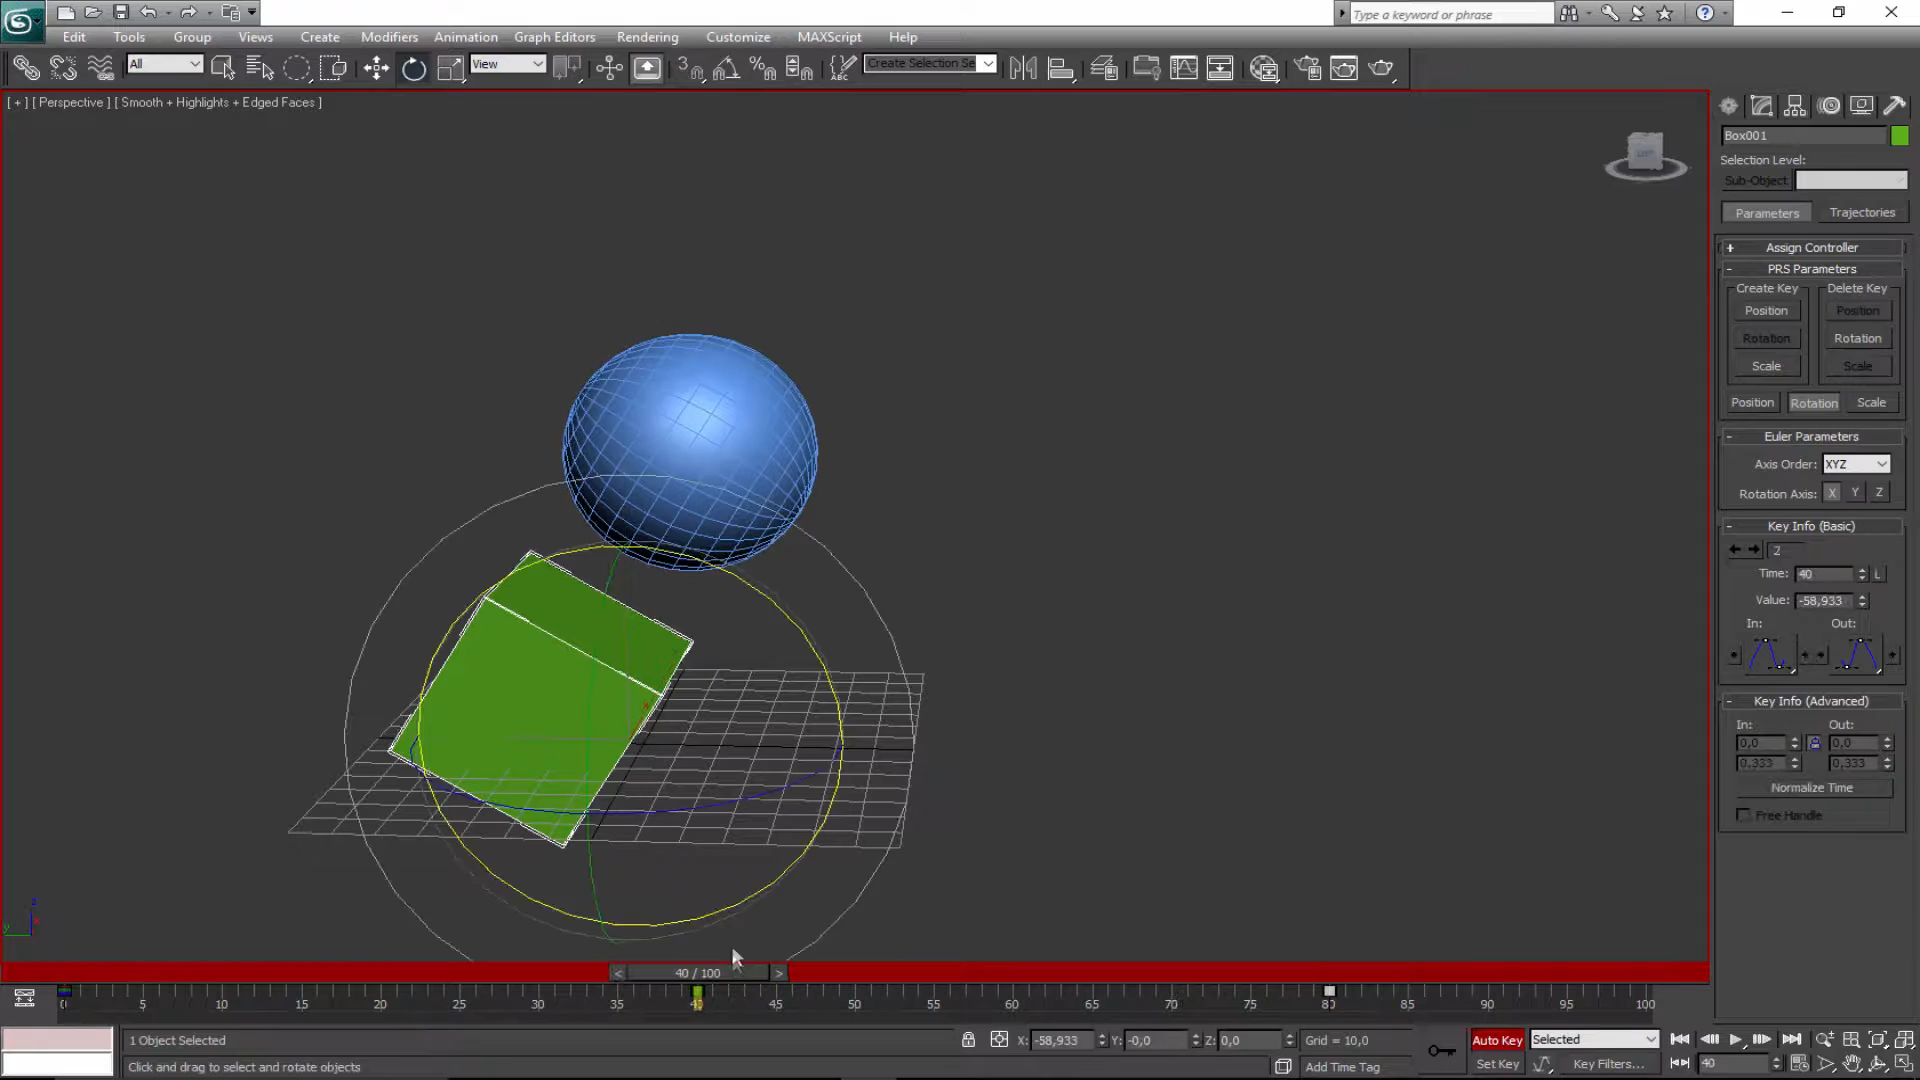 Type a keyword or phrase
Edit Tools Group Views Create Modifiers Animation Graph Editors Rendering Customize MAXScript Help
All View 3 Create Selection Se
[ + ] [ Perspective ] [ Smooth + Highlights + Edged Faces ]
Box001
Selection Level:
Sub-Object
Parameters Trajectories
+ Assign Controller
- PRS Parameters
Create Key Delete Key
Position Position
Rotation Rotation
Scale Scale
Position Rotation Scale
- Euler Parameters
Axis Order: XYZ
Rotation Axis: X Y Z
- Key Info (Basic)
2
Time: 40 L
Value: -58,933
In: Out:
- Key Info (Advanced)
In: Out:
0,0 0,0
0,333 0,333
Normalize Time
Free Handle
z
x
y
< 40 / 100 >
0 5 10 15 20 25 30 35 40 45 50 55 60 65 70 75 80 85 90 95 100
1 Object Selected X: -58,933 Y: -0,0 Z: 0,0 Grid = 10,0 Auto Key Selected
Click and drag to select and rotate objects Add Time Tag Set Key Key Filters... 40